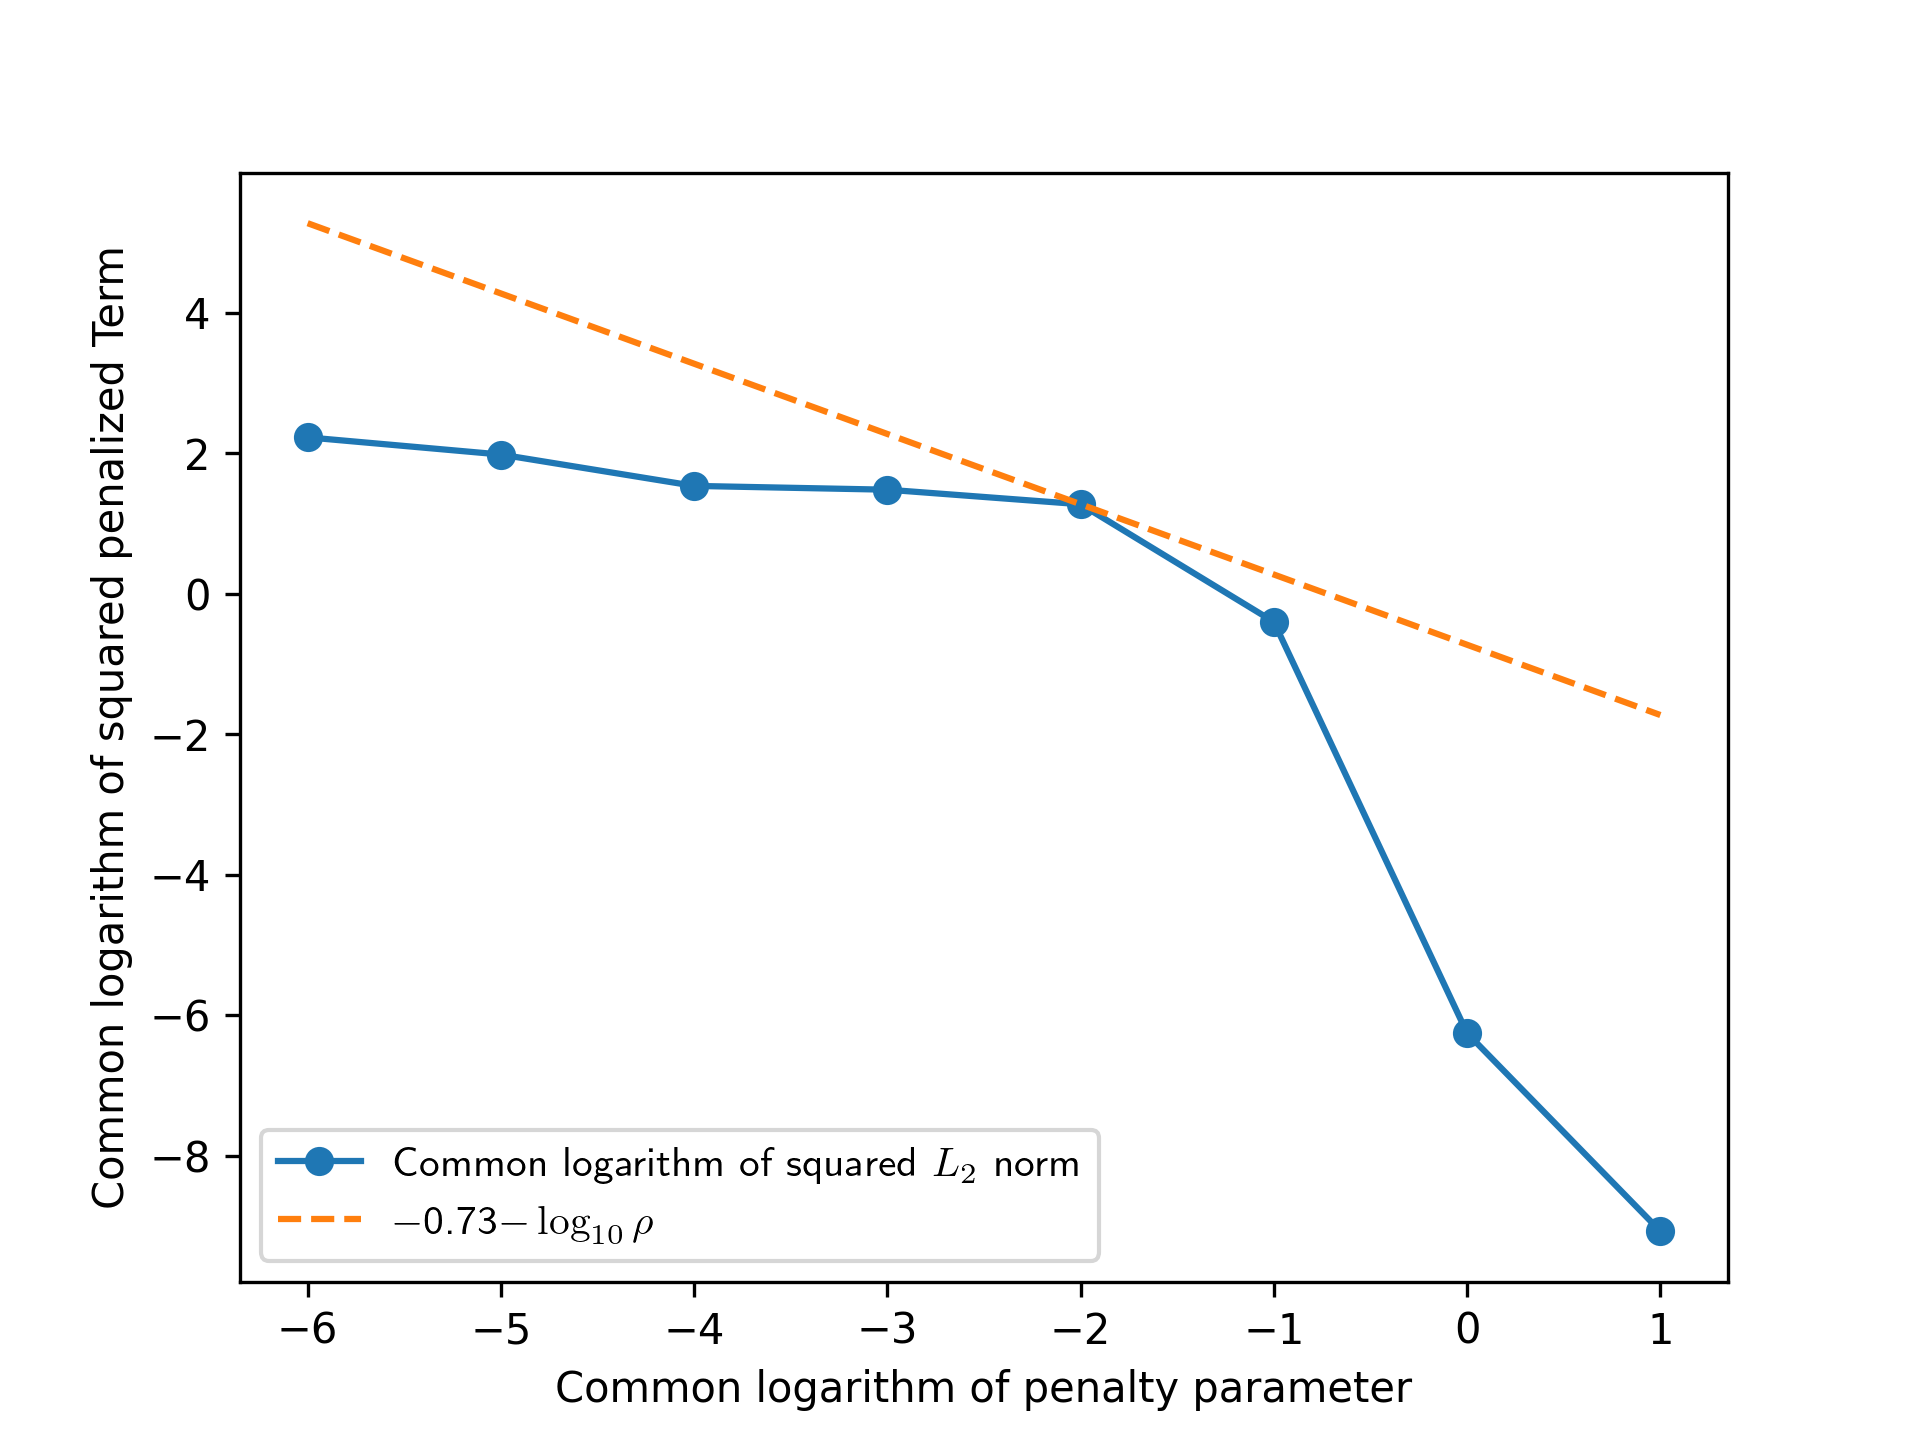 Common logarithm of squared penalized Term
4
2
0
−2
−4
−6
−8
Common logarithm of squared L₂ norm
−0.73− log₁₀ ρ
−6 −5 −4 −3 −2 −1 0 1
Common logarithm of penalty parameter